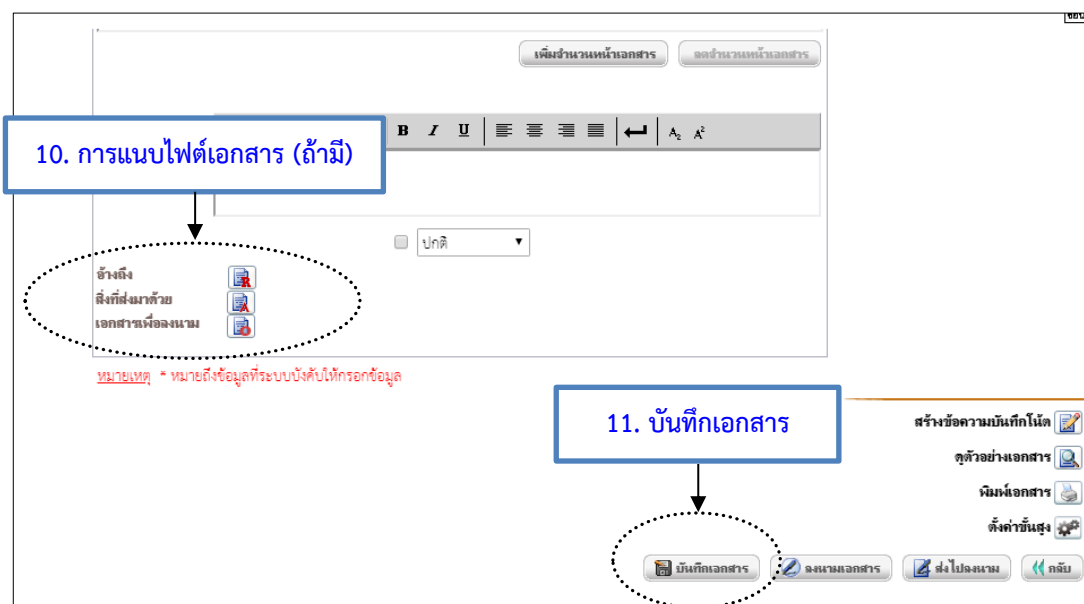 เพิ่มจำนวนหน้าเอกสาร ลดจำนวนหน้าเอกสาร
B I U A₂ A²
10. การแนบไฟต์เอกสาร (ถ้ามี)
ปกติ
อ้างถึง
สิ่งที่ส่งมาด้วย
เอกสารเพื่อลงนาม
หมายเหตุ * หมายถึงข้อมูลที่ระบบบังคับให้กรอกข้อมูล
11. บันทึกเอกสาร
สร้างข้อความบันทึกโน้ต
ดูตัวอย่างเอกสาร
พิมพ์เอกสาร
ตั้งค่าขั้นสูง
บันทึกเอกสาร ลงนามเอกสาร ส่งไปลงนาม กลับ